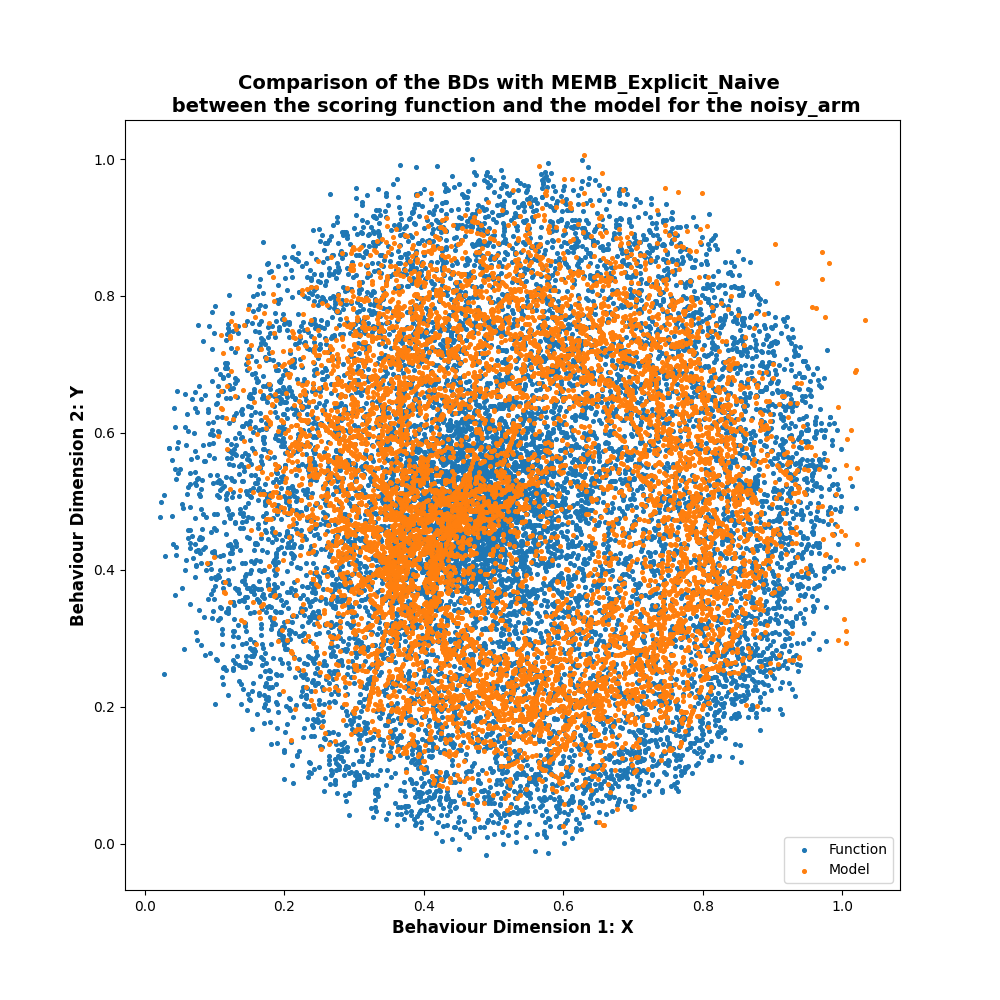 Comparison of the BDs with MEMB_Explicit_Naive
between the scoring function and the model for the noisy_arm
1.0
0.8
0.6
0.4
0.2
0.0
Behaviour Dimension 2: Y
Function
Model
0.0 0.2 0.4 0.6 0.8 1.0
Behaviour Dimension 1: X